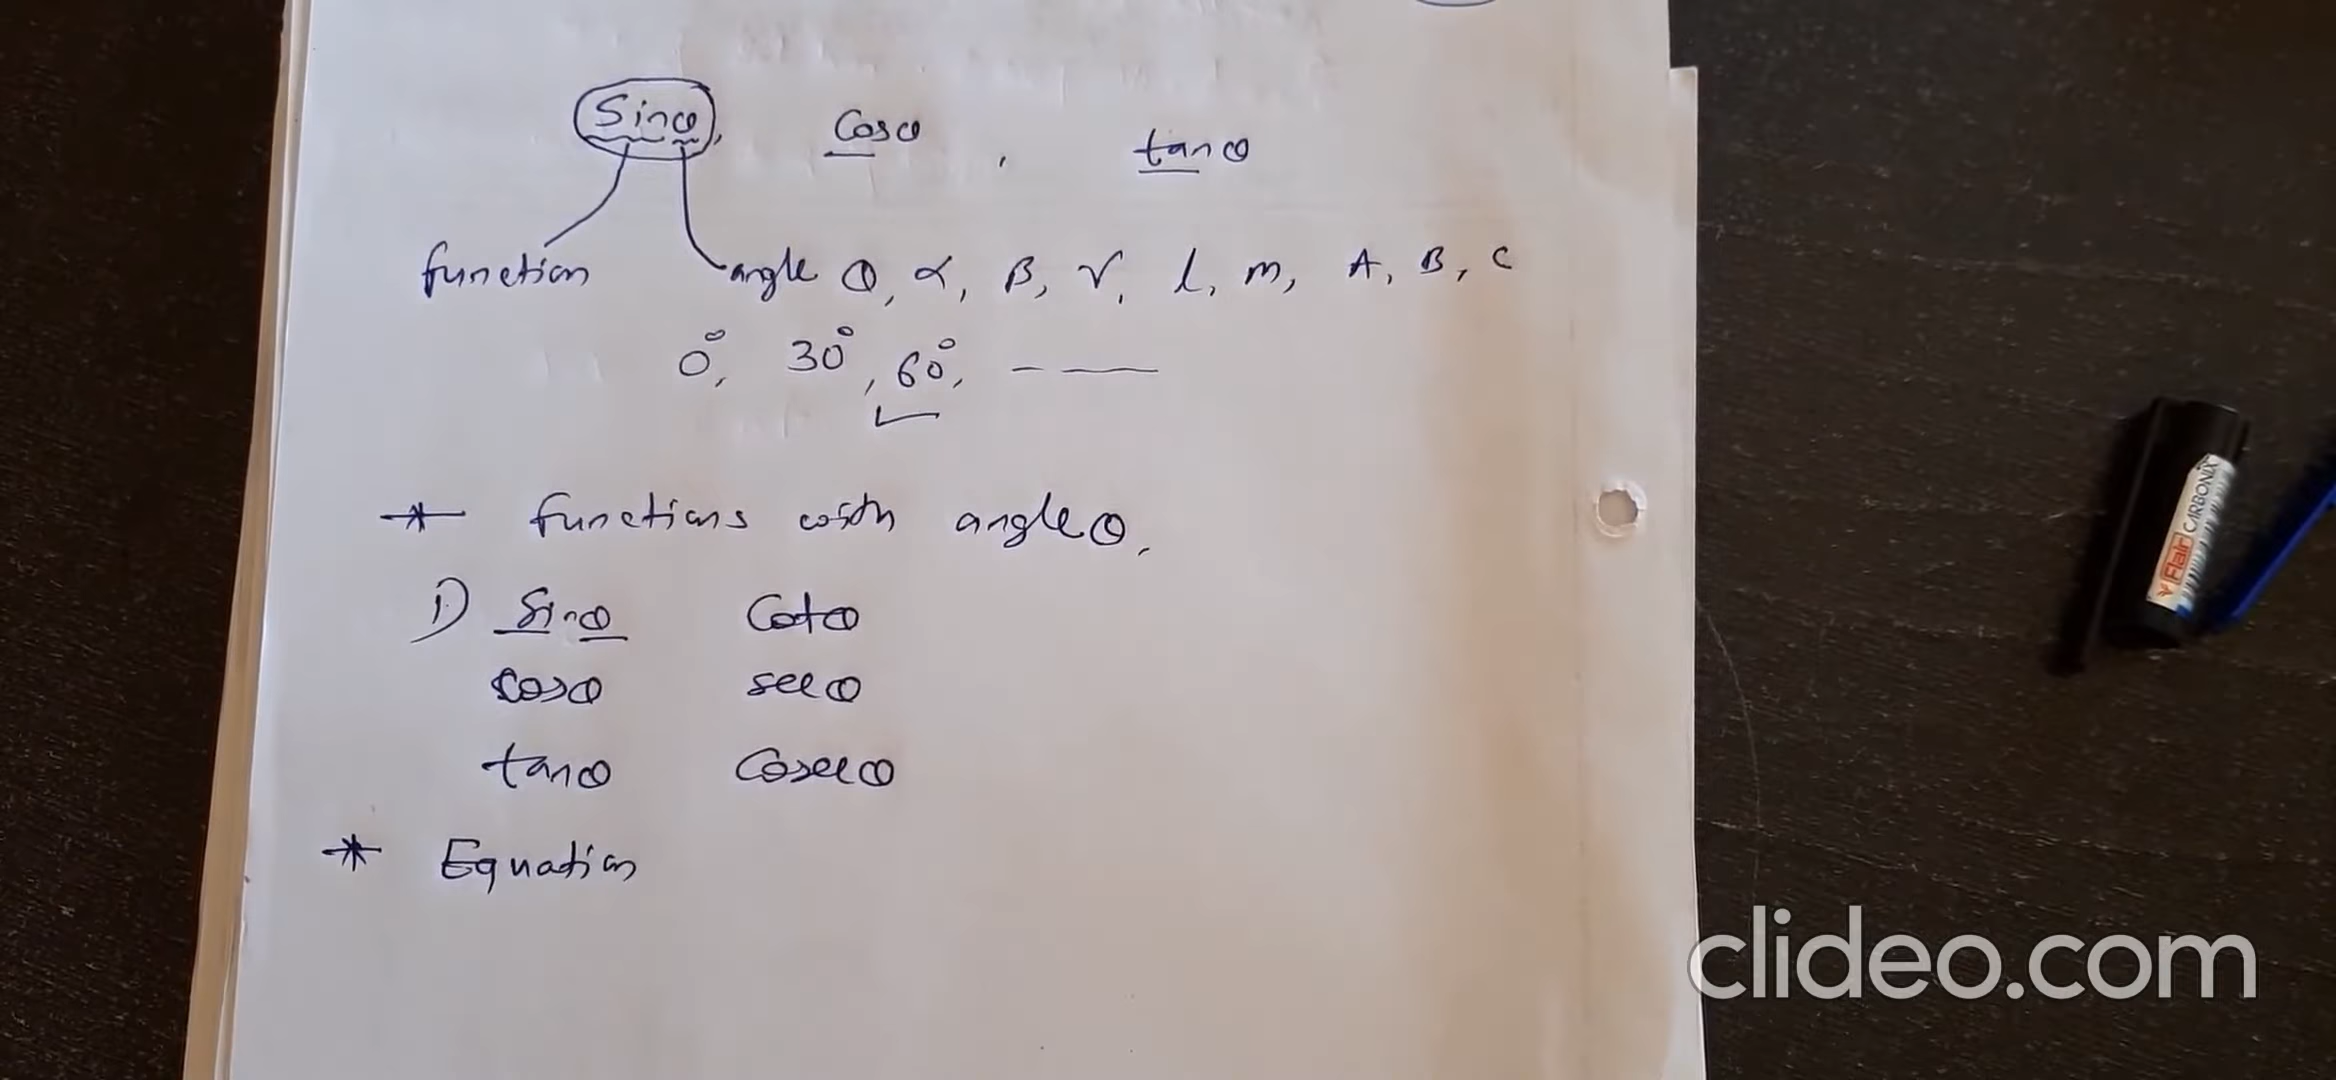 Sinθ, Cosθ, tanθ
function angle θ, α, β, γ, l, m, A, B, C
0°, 30°, 60°, — —
* functions with angle θ.
1) Sinθ Cotθ
cosθ secθ
tanθ Cosecθ
* Equation
Flair CARBONIX
clideo.com